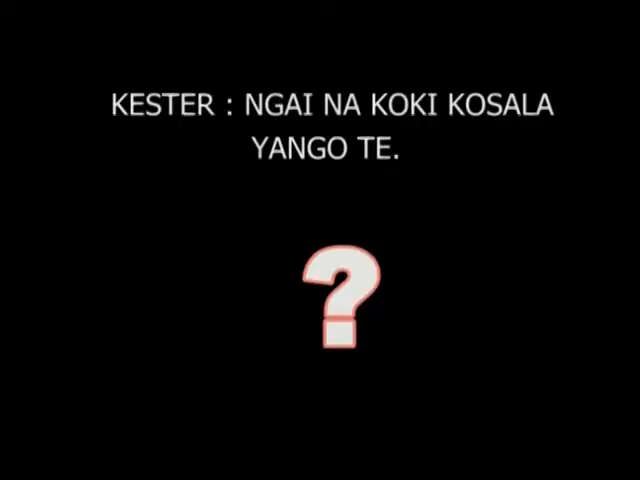 KESTER : NGAI NA KOKI KOSALA
YANGO TE.
?